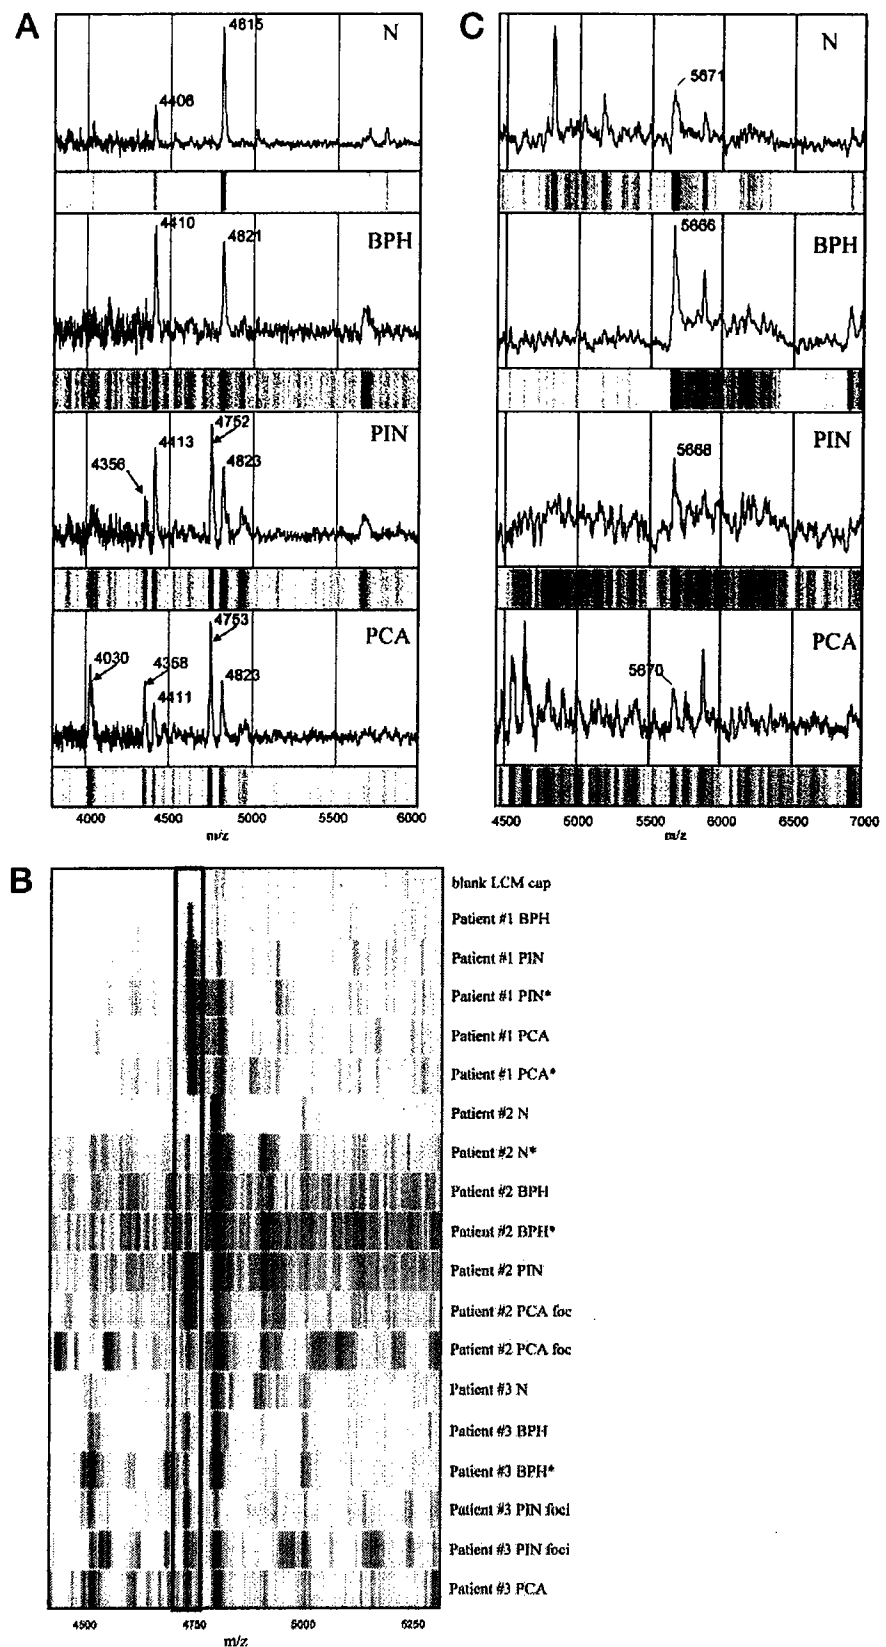 A
4815
N
4406
4410
4821
BPH
4752
4413
PIN
4356
4823
4753
PCA
4030
4358
4823
4411
4000 4500 5000 5500 6000
m/z
C
N
5671
5666
BPH
PIN
5668
PCA
5670
4500 5000 5500 6000 6500 7000
m/z
B
blank LCM cap
Patient #1 BPH
Patient #1 PIN
Patient #1 PIN*
Patient #1 PCA
Patient #1 PCA*
Patient #2 N
Patient #2 N*
Patient #2 BPH
Patient #2 BPH*
Patient #2 PIN
Patient #2 PCA foc
Patient #2 PCA foc
Patient #3 N
Patient #3 BPH
Patient #3 BPH*
Patient #3 PIN foci
Patient #3 PIN foci
Patient #3 PCA
4500 4750 5000 5250
m/z